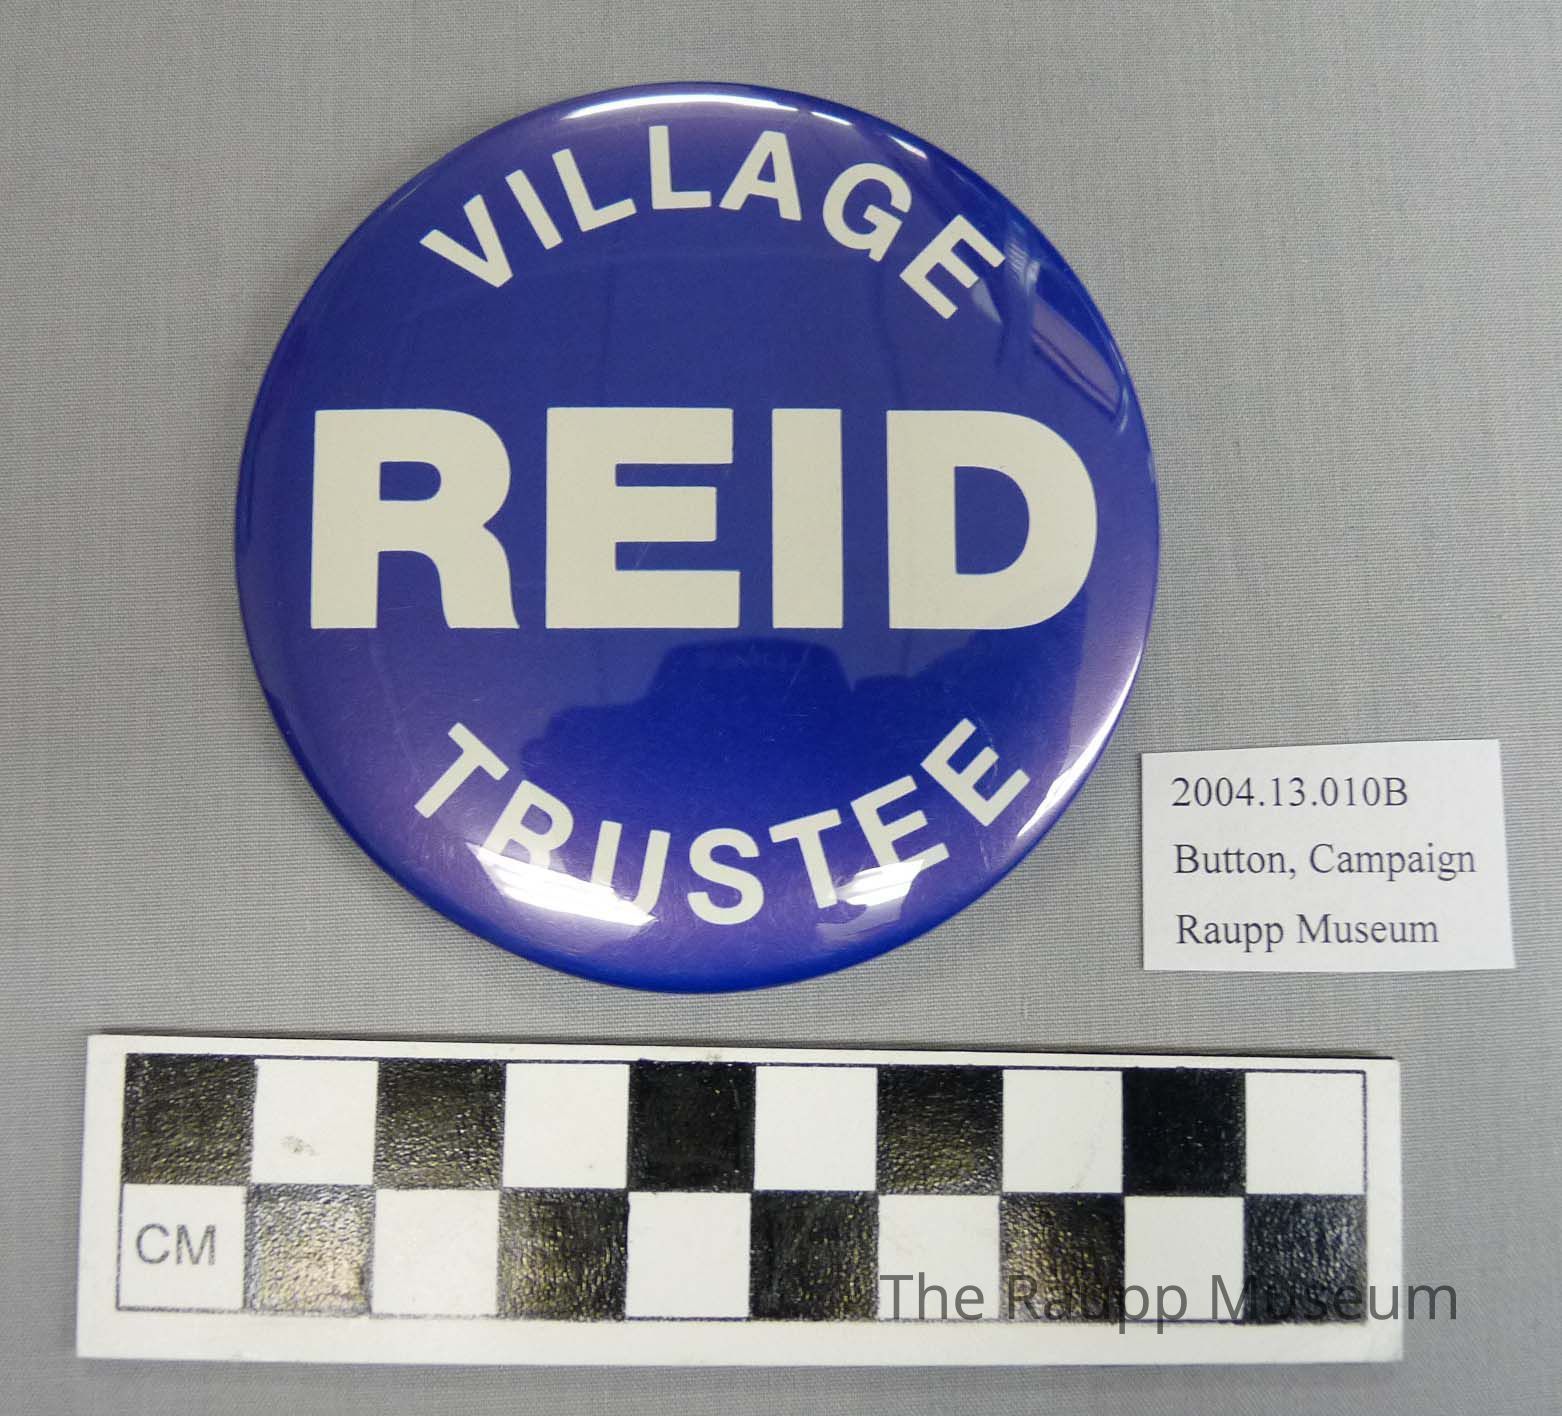 VILLAGE
REID
TRUSTEE
2004.13.010B
Button, Campaign
Raupp Museum
CM
The Raupp Museum